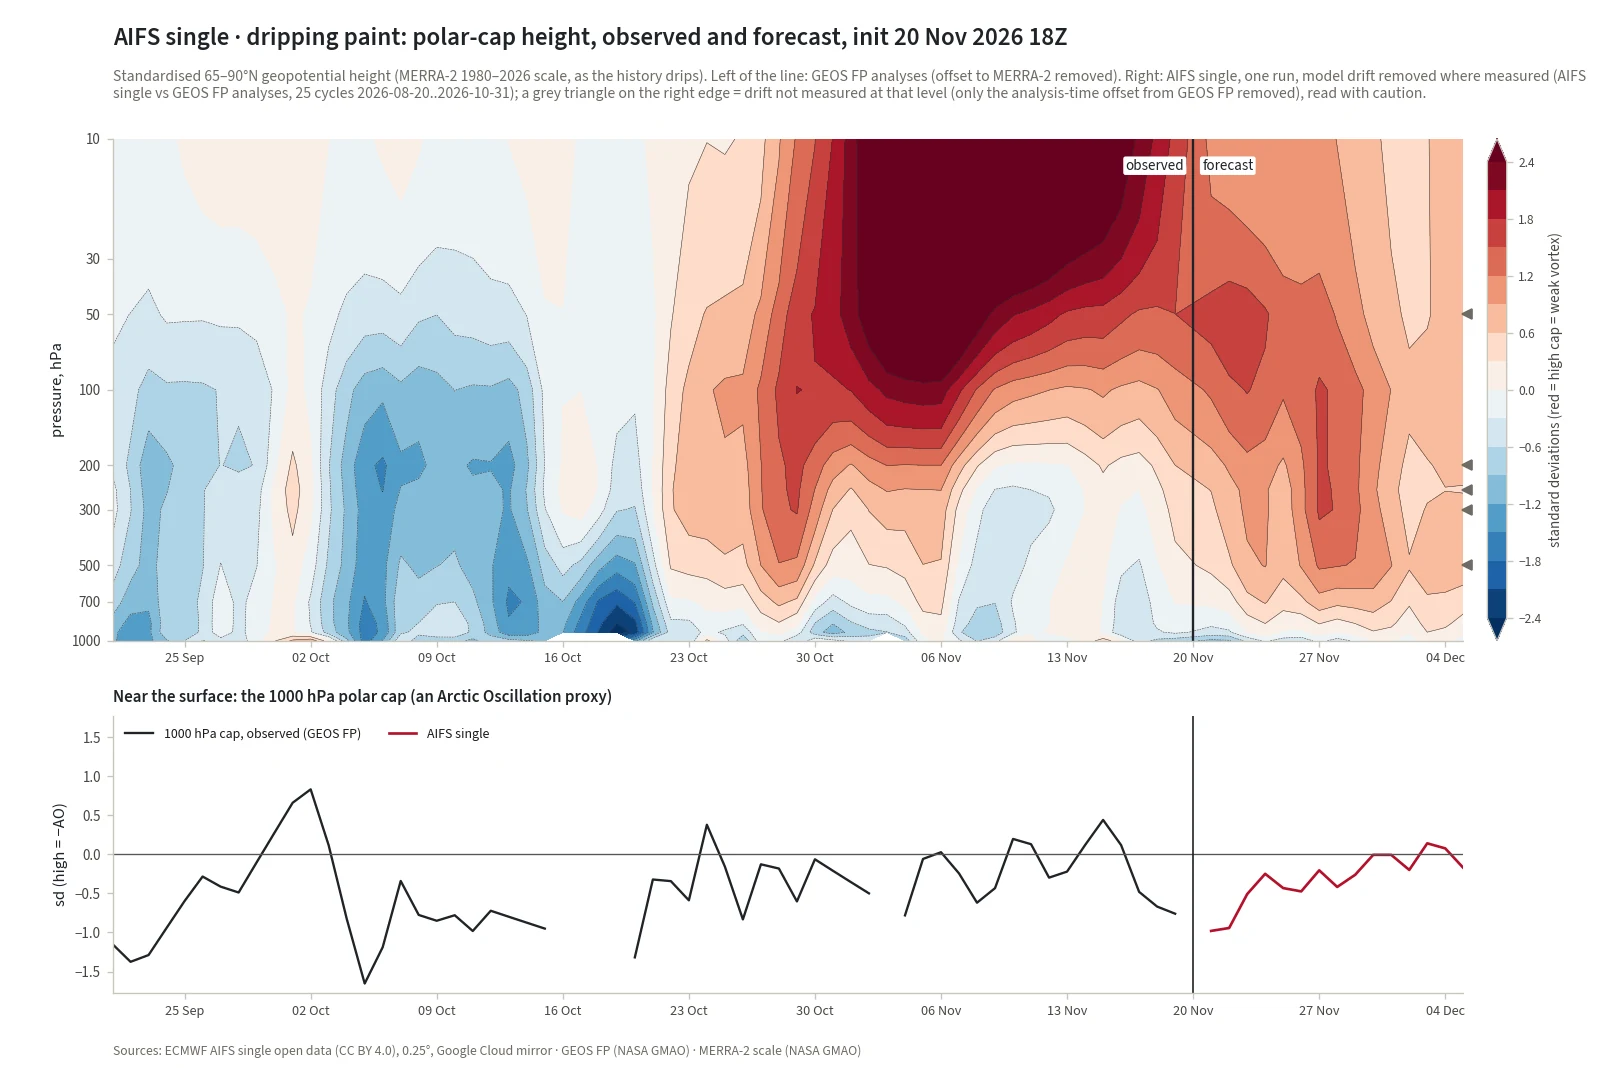 AIFS single · dripping paint: polar-cap height, observed and forecast, init 20 Nov 2026 18Z
Standardised 65–90°N geopotential height (MERRA-2 1980–2026 scale, as the history drips). Left of the line: GEOS FP analyses (offset to MERRA-2 removed). Right: AIFS single, one run, model drift removed where measured (AIFS
single vs GEOS FP analyses, 25 cycles 2026-08-20..2026-10-31); a grey triangle on the right edge = drift not measured at that level (only the analysis-time offset from GEOS FP removed), read with caution.
observed
forecast
pressure, hPa
10
30
50
100
200
300
500
700
1000
25 Sep
02 Oct
09 Oct
16 Oct
23 Oct
30 Oct
06 Nov
13 Nov
20 Nov
27 Nov
04 Dec
2.4
1.8
1.2
0.6
0.0
−0.6
−1.2
−1.8
−2.4
standard deviations (red = high cap = weak vortex)
Near the surface: the 1000 hPa polar cap (an Arctic Oscillation proxy)
1000 hPa cap, observed (GEOS FP)
AIFS single
sd (high = −AO)
1.5
1.0
0.5
0.0
−0.5
−1.0
−1.5
25 Sep
02 Oct
09 Oct
16 Oct
23 Oct
30 Oct
06 Nov
13 Nov
20 Nov
27 Nov
04 Dec
Sources: ECMWF AIFS single open data (CC BY 4.0), 0.25°, Google Cloud mirror · GEOS FP (NASA GMAO) · MERRA-2 scale (NASA GMAO)